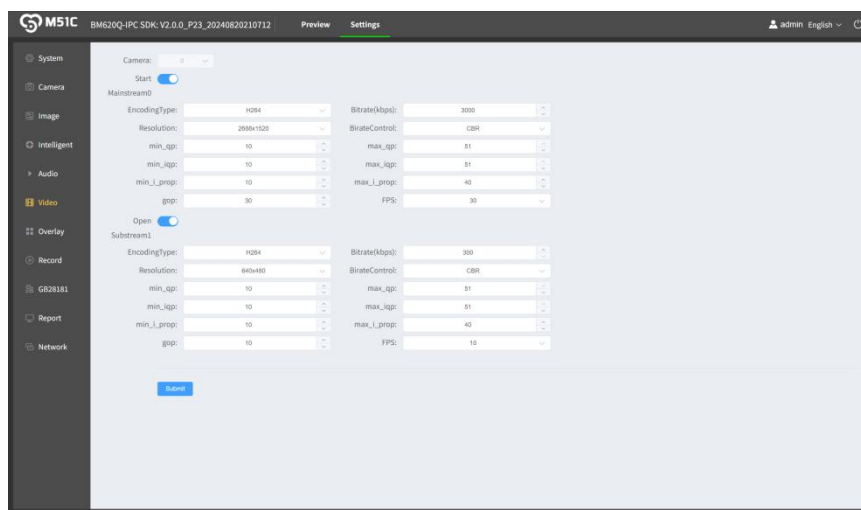 M51C BM620Q-IPC SDK: V2.0.0_P23_20240820210712 Preview Settings admin English
System
Camera
Image
Intelligent
Audio
Video
Overlay
Record
GB28181
Report
Network
Camera: 0
Start
Mainstream0
EncodingType: H264 Bitrate(kbps): 3000
Resolution: 2688x1520 BirateControl: CBR
min_qp: 10 max_qp: 51
min_iqp: 10 max_iqp: 51
min_i_prop: 10 max_i_prop: 40
gop: 30 FPS: 30
Open
Substream1
EncodingType: H264 Bitrate(kbps): 300
Resolution: 640x480 BirateControl: CBR
min_qp: 10 max_qp: 51
min_iqp: 10 max_iqp: 51
min_i_prop: 10 max_i_prop: 40
gop: 10 FPS: 10
Submit